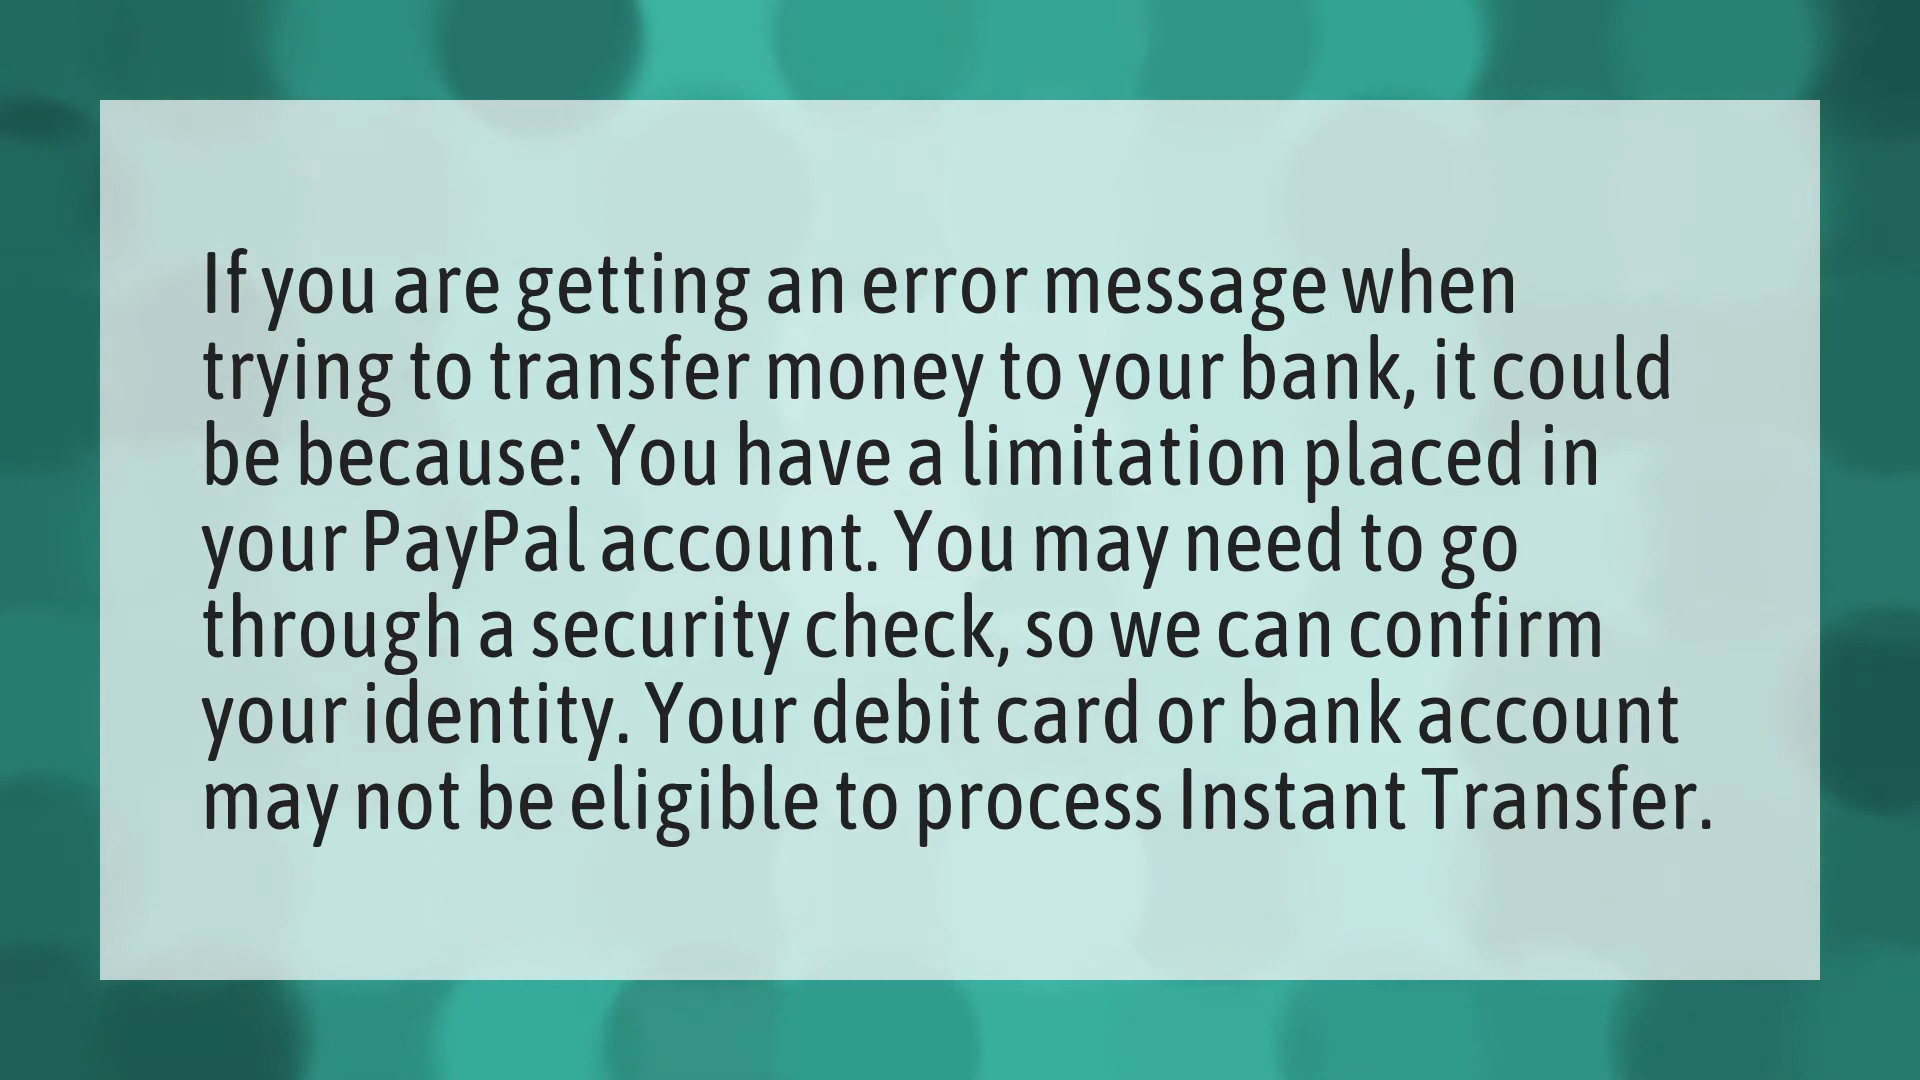 If you are getting an error message when
trying to transfer money to your bank, it could
be because: You have a limitation placed in
your PayPal account. You may need to go
through a security check, so we can confirm
your identity. Your debit card or bank account
may not be eligible to process Instant Transfer.